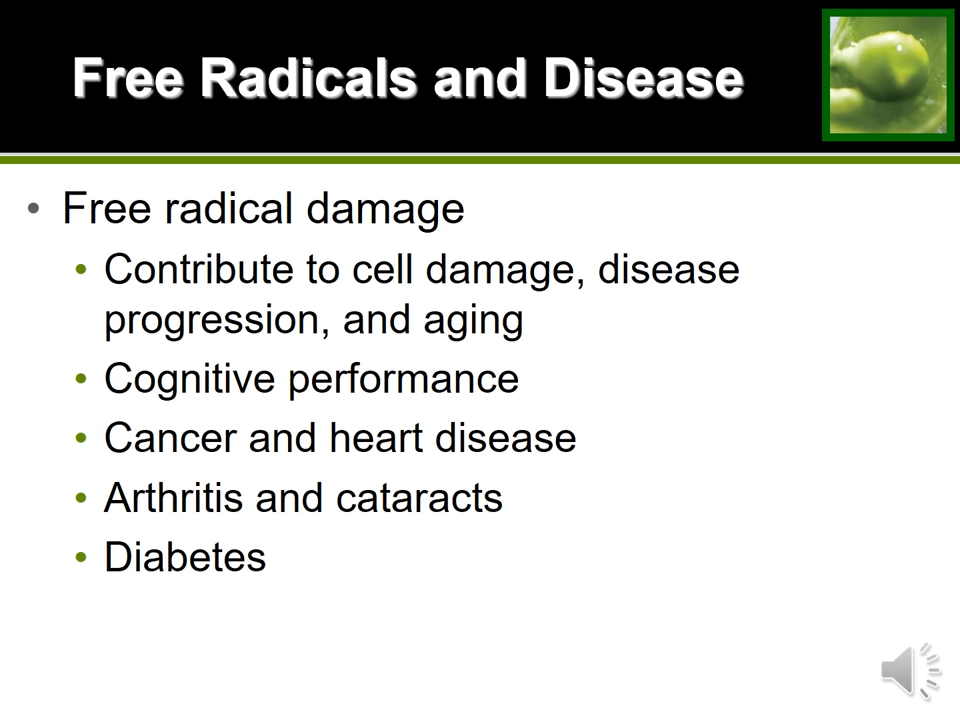 Free Radicals and Disease
• Free radical damage
• Contribute to cell damage, disease
progression, and aging
• Cognitive performance
• Cancer and heart disease
• Arthritis and cataracts
• Diabetes